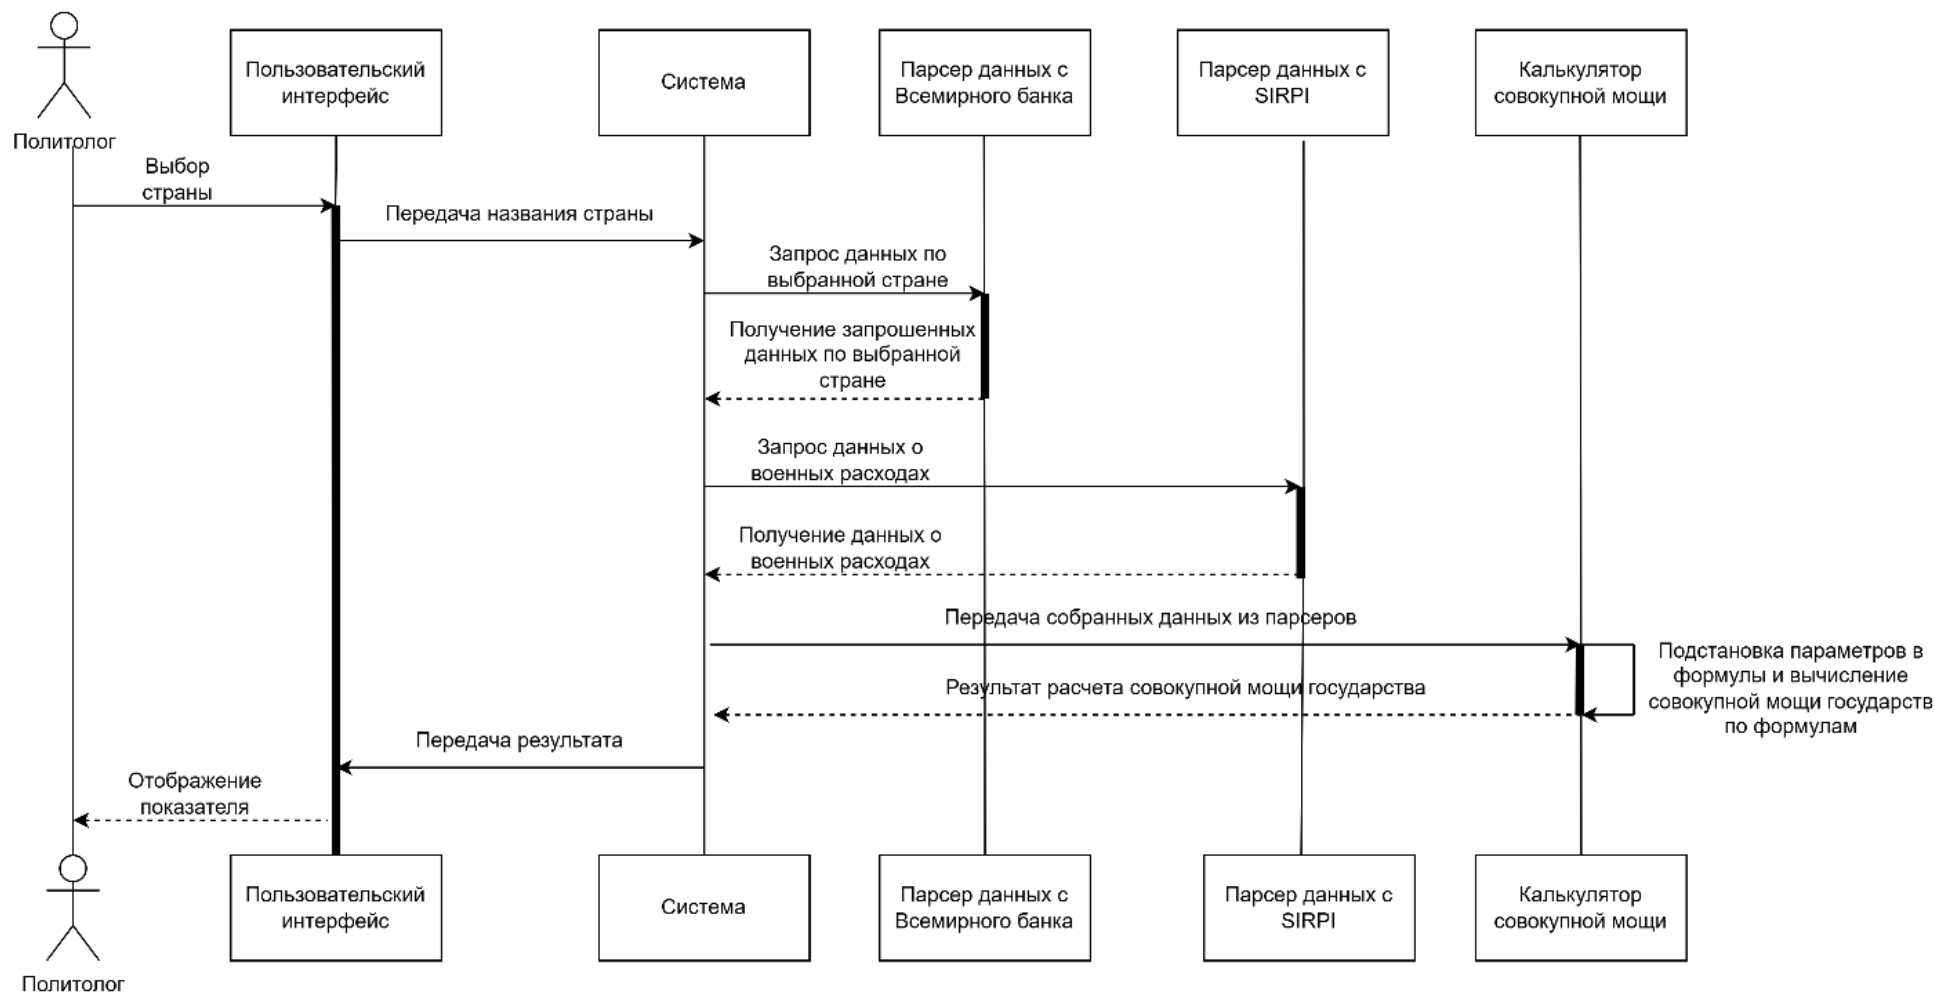 Пользовательский
интерфейс
Система
Парсер данных с
Всемирного банка
Парсер данных с
SIRPI
Калькулятор
совокупной мощи
Политолог
Выбор
страны
Передача названия страны
Запрос данных по
выбранной стране
Получение запрошенных
данных по выбранной
стране
Запрос данных о
военных расходах
Получение данных о
военных расходах
Передача собранных данных из парсеров
Подстановка параметров в
формулы и вычисление
совокупной мощи государств
по формулам
Результат расчета совокупной мощи государства
Передача результата
Отображение
показателя
Пользовательский
интерфейс
Система
Парсер данных с
Всемирного банка
Парсер данных с
SIRPI
Калькулятор
совокупной мощи
Политолог